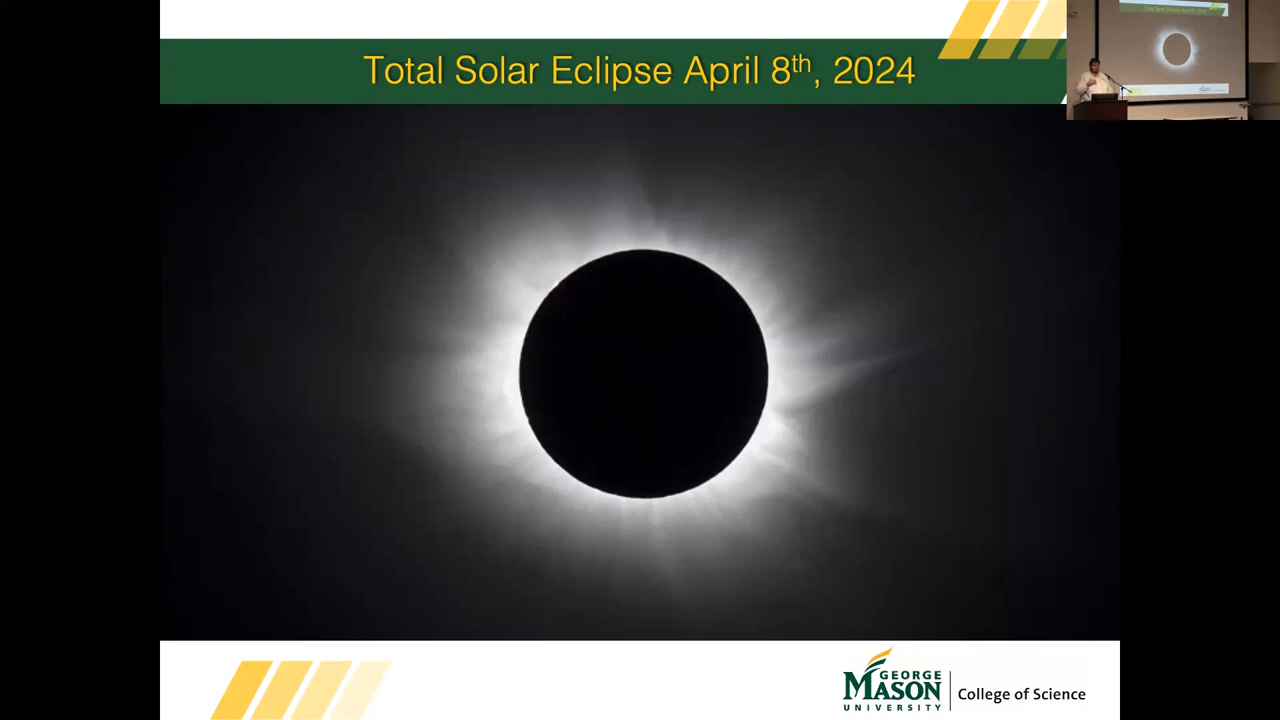 Total Solar Eclipse April 8th, 2024
GEORGE
MASON
UNIVERSITY
College of Science